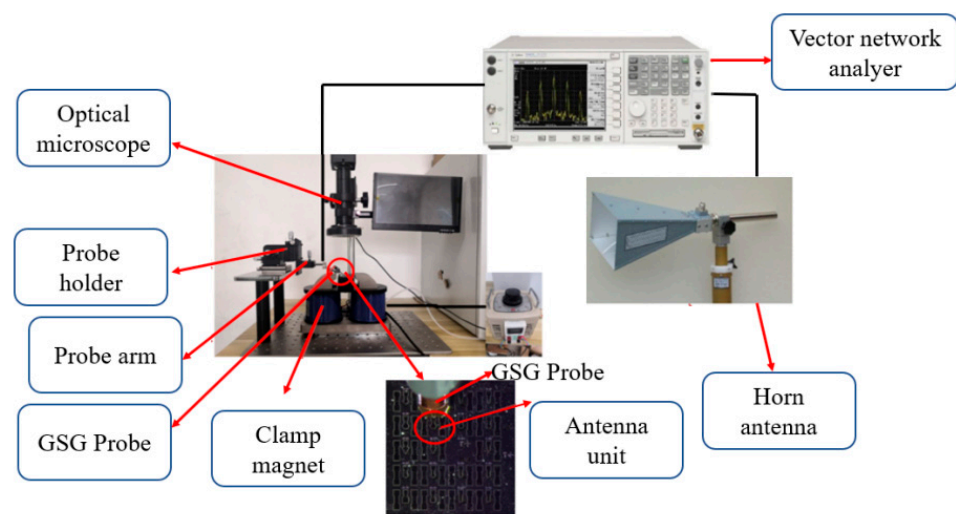 Vector network
analyer
Optical
microscope
Probe
holder
Probe arm
GSG Probe
Clamp
magnet
GSG Probe
Antenna
unit
Horn
antenna